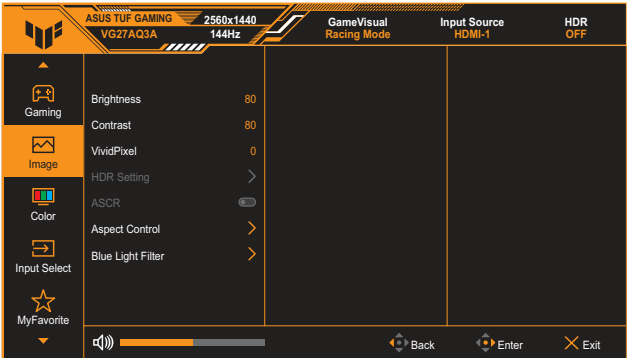 ASUS TUF GAMING 2560x1440 GameVisual Input Source HDR
VG27AQ3A 144Hz Racing Mode HDMI-1 OFF
Gaming
Image
Color
Input Select
MyFavorite
Brightness 80
Contrast 80
VividPixel 0
HDR Setting
ASCR
Aspect Control
Blue Light Filter
Back Enter Exit